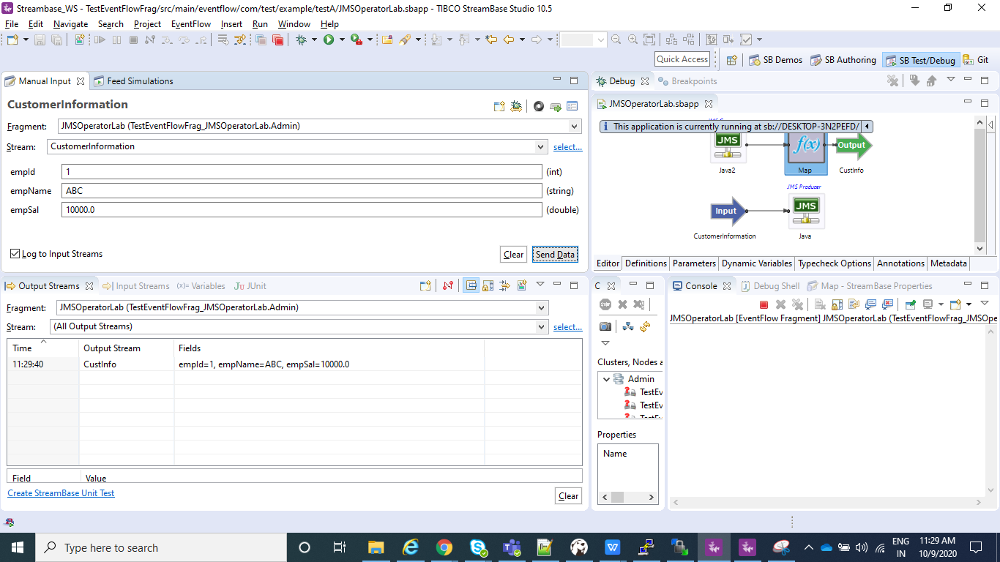 Streambase_WS - TestEventFlowFrag/src/main/eventflow/com/test/example/testA/JMSOperatorLab.sbapp - TIBCO StreamBase Studio 10.5
File Edit Navigate Search Project EventFlow Insert Run Window Help
Quick Access SB Demos SB Authoring SB Test/Debug Git
Manual Input Feed Simulations
CustomerInformation
Fragment: JMSOperatorLab (TestEventFlowFrag_JMSOperatorLab.Admin)
Stream: CustomerInformation select...
empId 1 (int)
empName ABC (string)
empSal 10000.0 (double)
Log to Input Streams Clear Send Data
Debug Breakpoints
JMSOperatorLab.sbapp
This application is currently running at sb://DESKTOP-3N2PEFD/
JMS f(x) Output
Java2 Map CustInfo
JMS Producer
Input JMS
CustomerInformation Java
Editor Definitions Parameters Dynamic Variables Typecheck Options Annotations Metadata
Output Streams Input Streams (x)= Variables Ju JUnit
Fragment: JMSOperatorLab (TestEventFlowFrag_JMSOperatorLab.Admin)
Stream: (All Output Streams) select...
Time Output Stream Fields
11:29:40 CustInfo empId=1, empName=ABC, empSal=10000.0
Field Value
Create StreamBase Unit Test Clear
C
STOP
Clusters, Nodes a
Admin
TestEv
TestEv
Properties
Name
Console Debug Shell Map - StreamBase Properties
JMSOperatorLab [EventFlow Fragment] JMSOperatorLab (TestEventFlowFrag_JMSOpe
Type here to search
ENG 11:29 AM
IN 10/9/2020